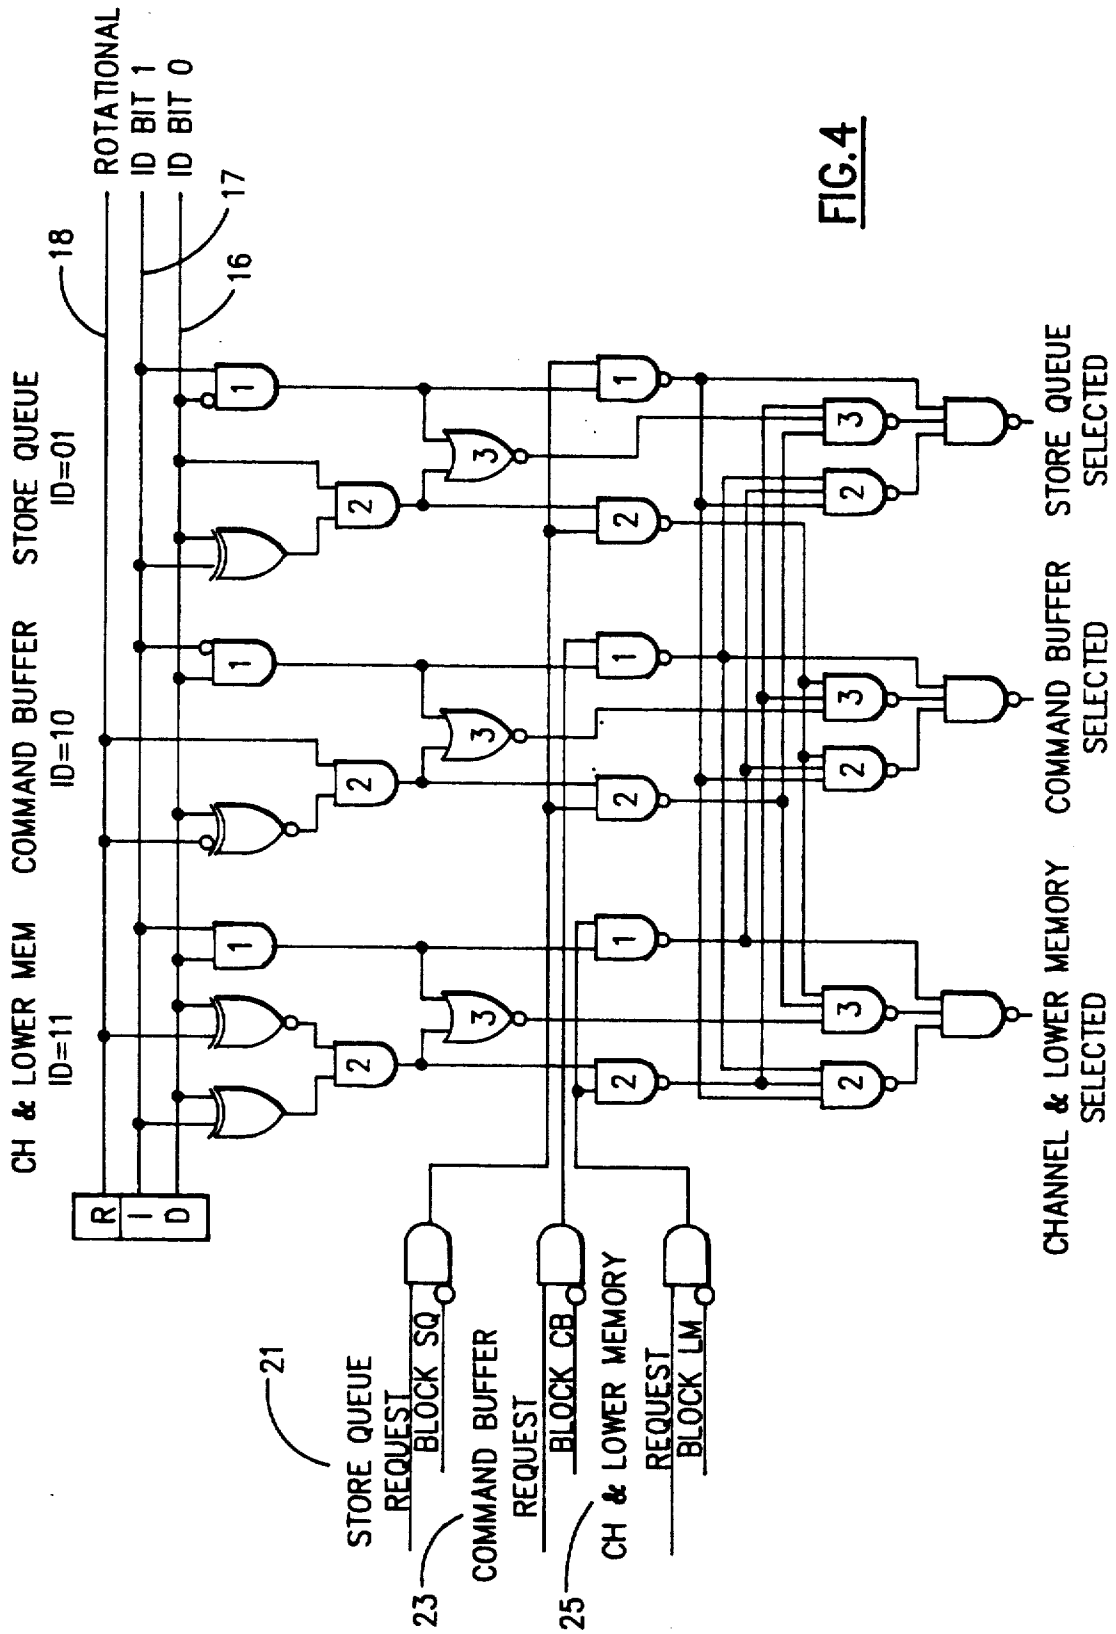 CH & LOWER MEM
ID=11
COMMAND BUFFER
ID=10
STORE QUEUE
ID=01
R
I
D
ROTATIONAL
ID BIT 1
ID BIT 0
18
17
16
1
2
3
1
2
3
1
2
3
21
STORE QUEUE
REQUEST
BLOCK SQ
23
COMMAND BUFFER
REQUEST
BLOCK CB
25
CH & LOWER MEMORY
REQUEST
BLOCK LM
2
1
2
1
2
1
2
3
2
3
2
3
CHANNEL & LOWER MEMORY
SELECTED
COMMAND BUFFER
SELECTED
STORE QUEUE
SELECTED
FIG.4